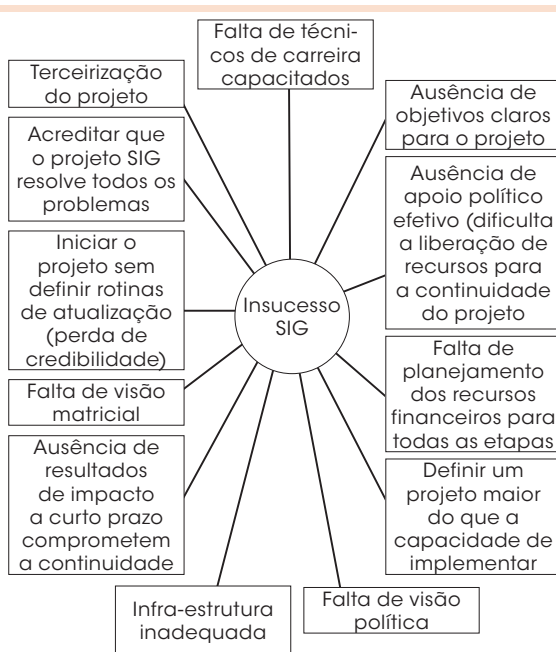 Falta de técni-
cos de carreira
capacitados
Terceirização
do projeto
Acreditar que
o projeto SIG
resolve todos os
problemas
Iniciar o
projeto sem
definir rotinas
de atualização
(perda de
credibilidade)
Falta de visão
matricial
Ausência de
resultados
de impacto
a curto prazo
comprometem
a continuidade
Insucesso
SIG
Ausência de
objetivos claros
para o projeto
Ausência de
apoio político
efetivo (dificulta
a liberação de
recursos para
a continuidade
do projeto
Falta de
planejamento
dos recursos
financeiros para
todas as etapas
Definir um
projeto maior
do que a
capacidade de
implementar
Infra-estrutura
inadequada
Falta de visão
política